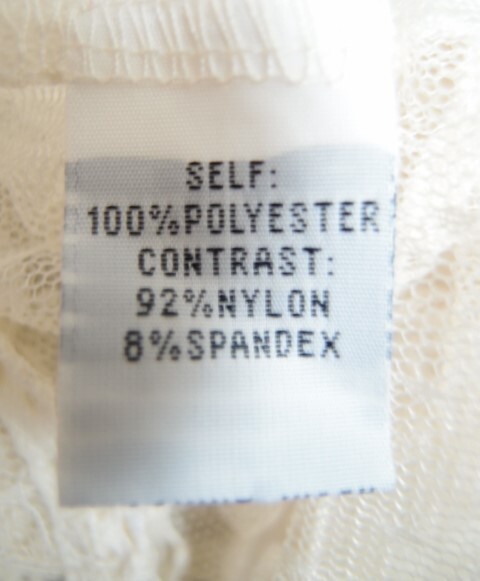 SELF:
100%POLYESTER
CONTRAST:
92%NYLON
8%SPANDEX